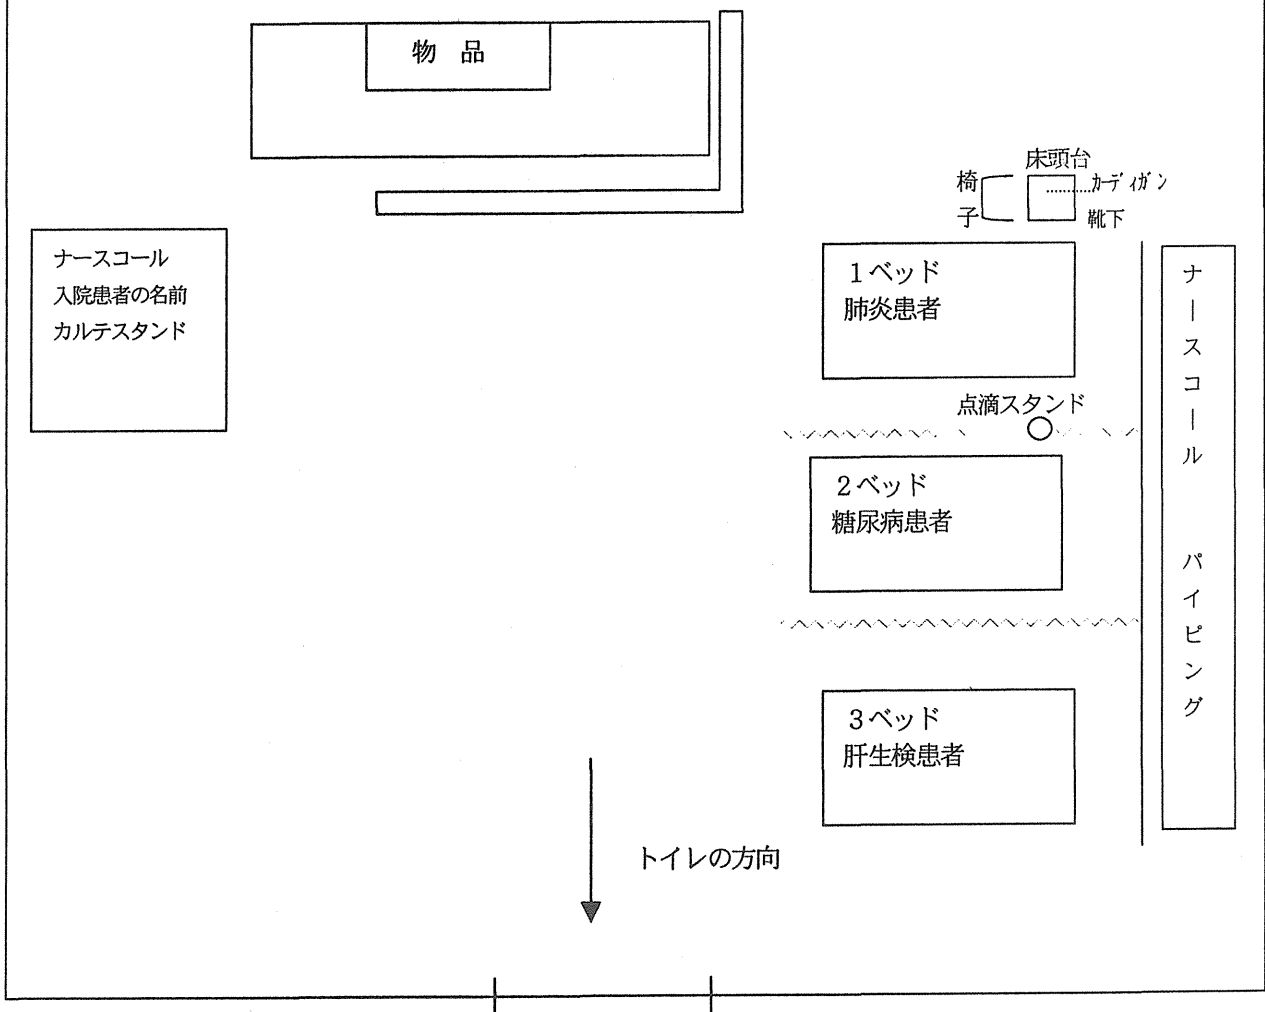 物 品
床頭台
椅子
カーディガン
靴下
ナースコール
入院患者の名前
カルテスタンド
1ベッド
肺炎患者
点滴スタンド
2ベッド
糖尿病患者
3ベッド
肝生検患者
ナースコール パイピング
トイレの方向